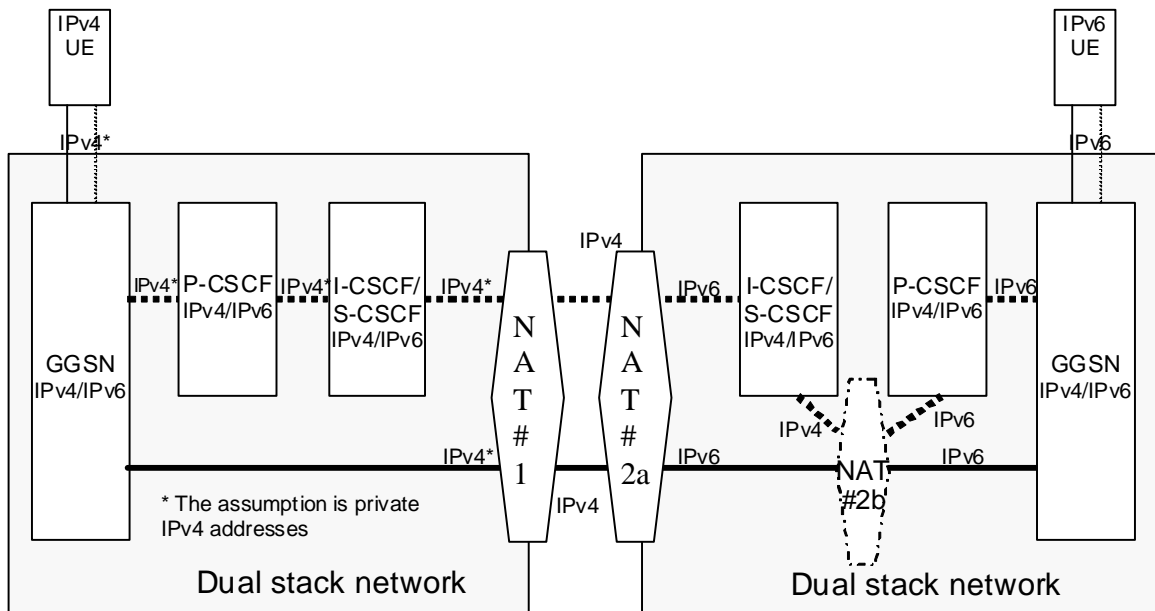 IPv4
UE
IPv6
UE
IPv4*
IPv6
IPv4
IPv4*
P-CSCF
IPv4/IPv6
IPv4*
I-CSCF/
S-CSCF
IPv4/IPv6
IPv4*
NAT#1
NAT#2a
IPv6
I-CSCF/
S-CSCF
IPv4/IPv6
P-CSCF
IPv4/IPv6
IPv6
GGSN
IPv4/IPv6
GGSN
IPv4/IPv6
IPv4
IPv6
IPv4*
IPv4
IPv6
NAT
#2b
IPv6
* The assumption is private
IPv4 addresses
Dual stack network
Dual stack network